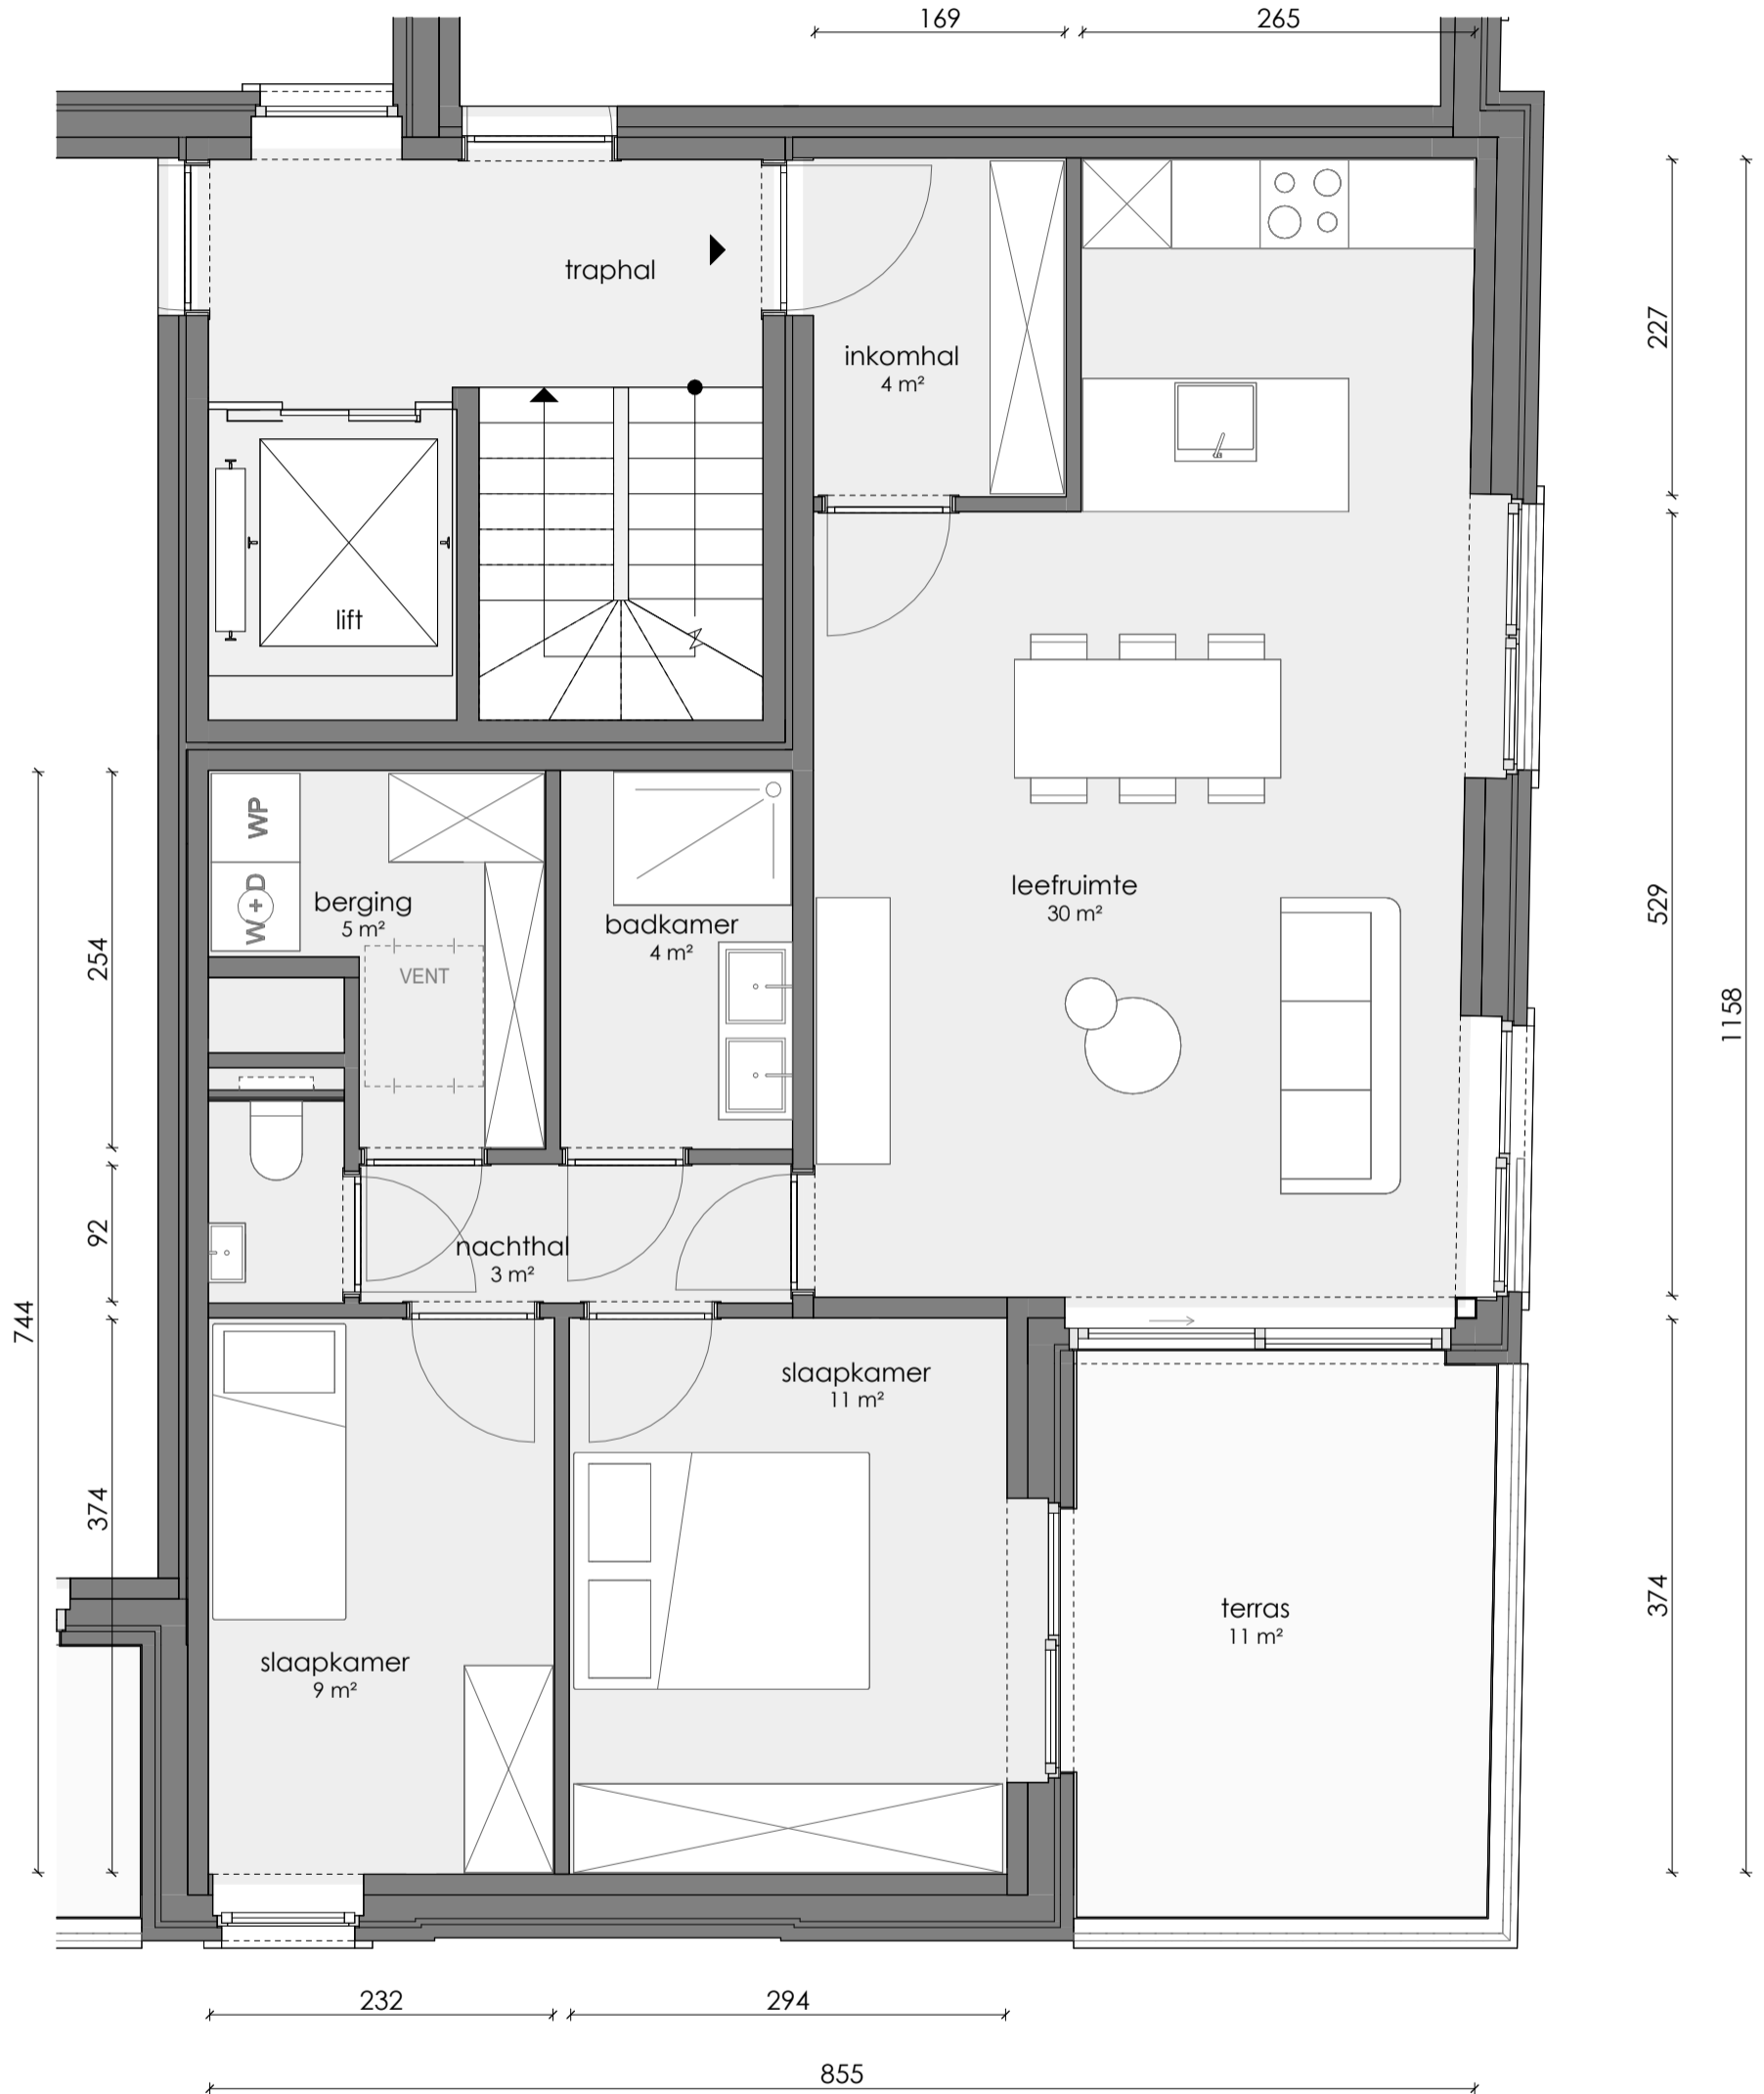 169
265
traphal
inkomhal
4 m²
227
lift
WP
W+D
berging
5 m²
VENT
badkamer
4 m²
leefruimte
30 m²
254
529
1158
92
744
nachthal
3 m²
374
slaapkamer
11 m²
slaapkamer
9 m²
terras
11 m²
374
232
294
855